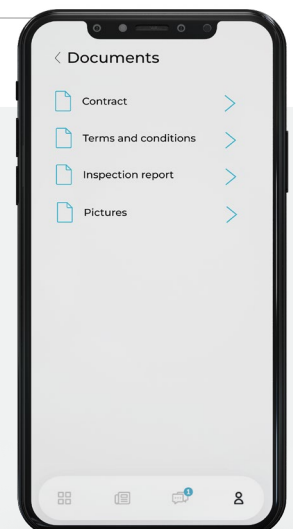 Documents
Contract
Terms and conditions
Inspection report
Pictures
1